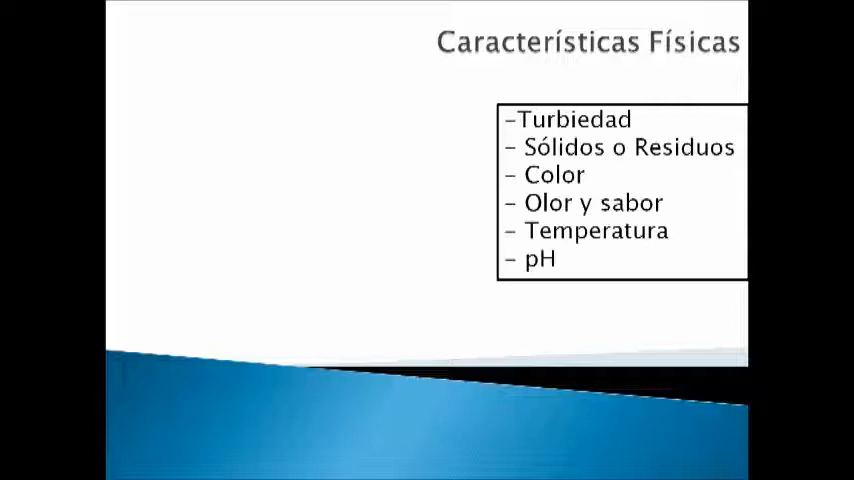 Características Físicas
-Turbiedad
- Sólidos o Residuos
- Color
- Olor y sabor
- Temperatura
- pH